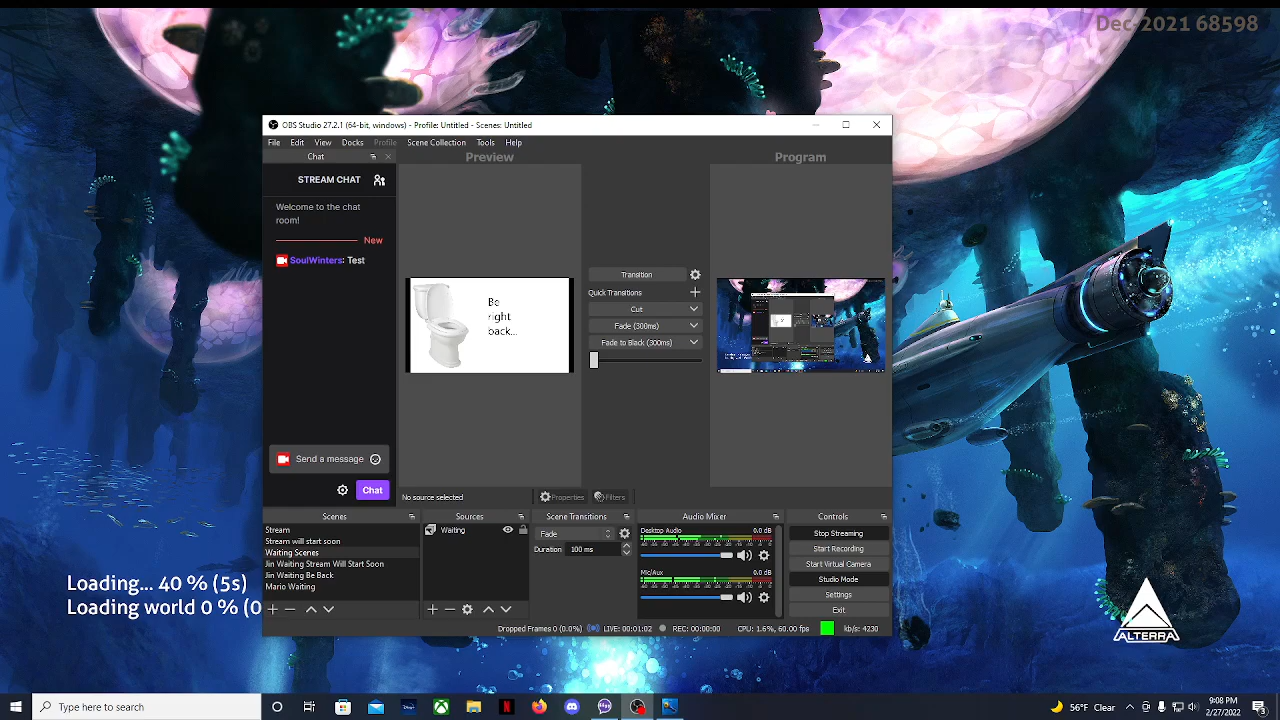 Dec-2021 68598
OBS Studio 27.2.1 (64-bit, windows) - Profile: Untitled - Scenes: Untitled
File Edit View Docks Profile Scene Collection Tools Help
Chat
Preview
Program
STREAM CHAT
Welcome to the chat
room!
New
SoulWinters: Test
Be
right
back...
Transition
Quick Transitions
Cut
Fade (300ms)
Fade to Black (300ms)
Send a message
Chat
No source selected
Properties
Filters
Scenes
Sources
Scene Transitions
Audio Mixer
Controls
Stream
Stream will start soon
Waiting Scenes
Jin Waiting Stream Will Start Soon
Jin Waiting Be Back
Mario Waiting
Waiting
Fade
Duration 100 ms
Desktop Audio 0.0 dB
Mic/Aux 0.0 dB
Stop Streaming
Start Recording
Start Virtual Camera
Studio Mode
Settings
Exit
Dropped Frames 0 (0.0%) LIVE: 00:01:02 REC: 00:00:00 CPU: 1.6%, 60.00 fps kb/s: 4230
Loading... 40 % (5s)
Loading world 0 % (0
ALTERRA
Type here to search
56°F Clear
9:08 PM
2/27/2022